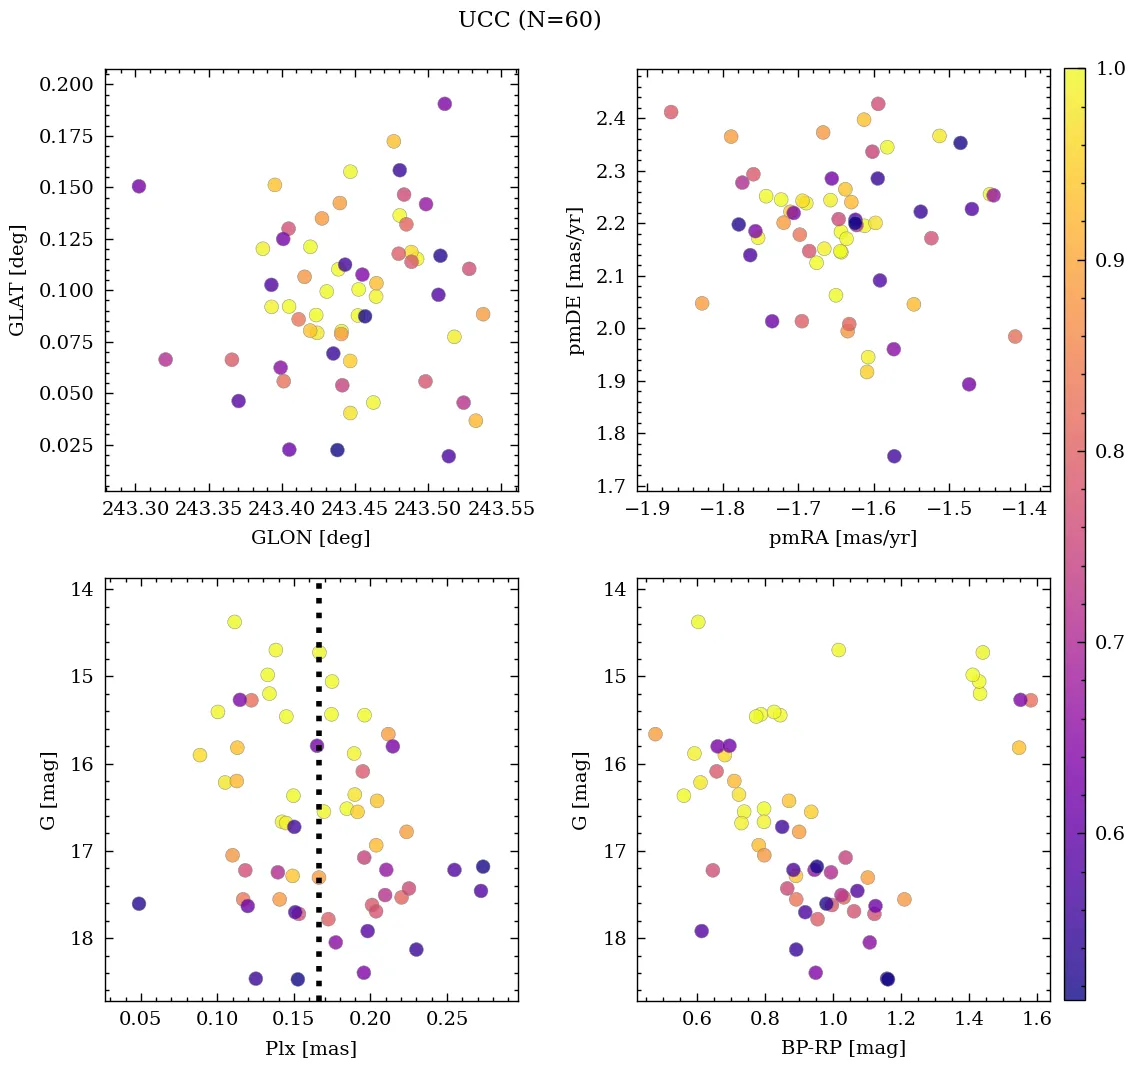 UCC (N=60)
0.200
0.175
0.150
0.125
0.100
0.075
0.050
0.025
GLAT [deg]
243.30 243.35 243.40 243.45 243.50 243.55
GLON [deg]
2.4
2.3
2.2
2.1
2.0
1.9
1.8
1.7
pmDE [mas/yr]
−1.9 −1.8 −1.7 −1.6 −1.5 −1.4
pmRA [mas/yr]
1.0
0.9
0.8
0.7
0.6
14
15
16
17
18
G [mag]
0.05 0.10 0.15 0.20 0.25
Plx [mas]
14
15
16
17
18
G [mag]
0.6 0.8 1.0 1.2 1.4 1.6
BP-RP [mag]